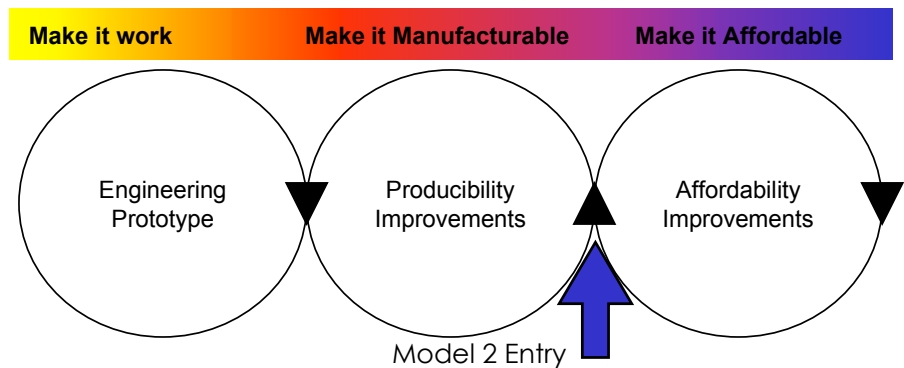 Make it work
Make it Manufacturable
Make it Affordable
Engineering
Prototype
Producibility
Improvements
Affordability
Improvements
Model 2 Entry